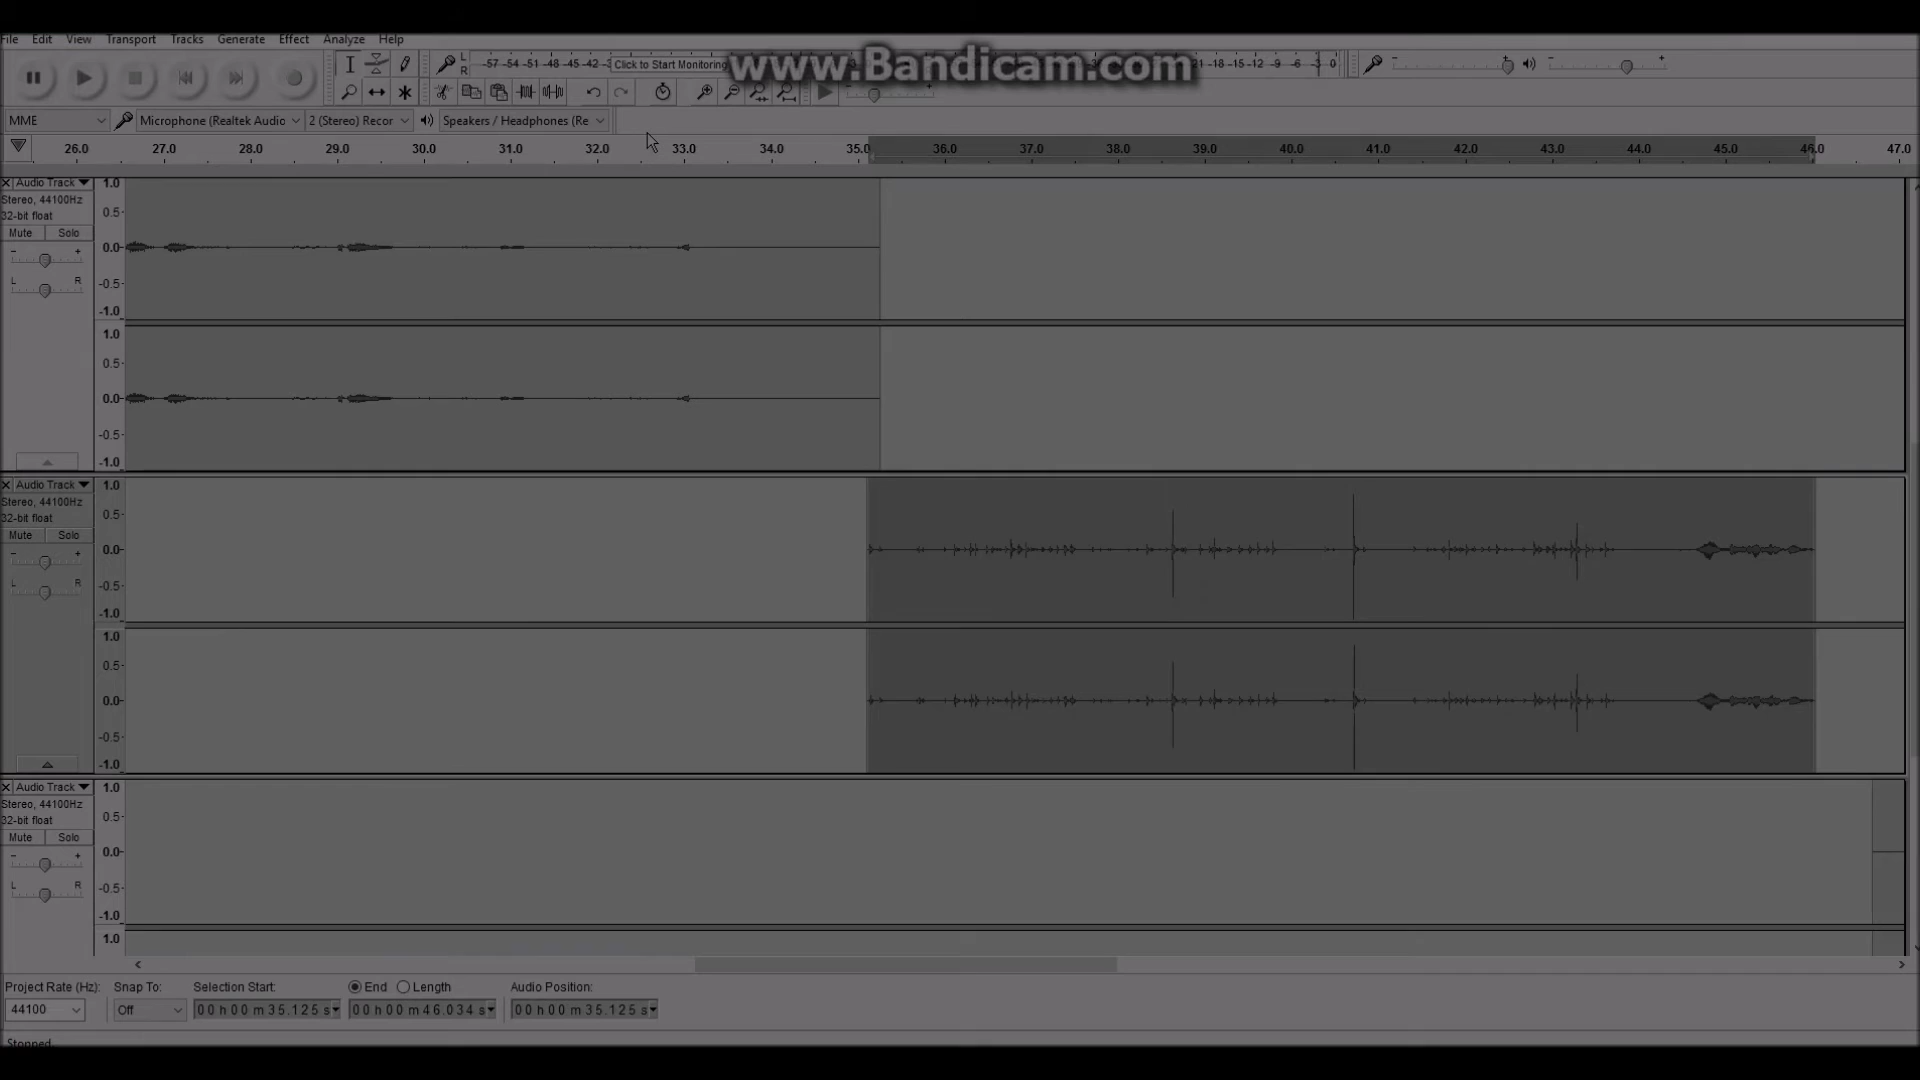 www.Bandicam.com
File Edit View Transport Tracks Generate Effect Analyze Help
L
R
-57 -54 -51 -48 -45 -42 -3
Click to Start Monitoring
-21 -18 -15 -12 -9 -6 -3 0
MME
Microphone (Realtek Audio
2 (Stereo) Recor
Speakers / Headphones (Re
26.0 27.0 28.0 29.0 30.0 31.0 32.0 33.0 34.0 35.0 36.0 37.0 38.0 39.0 40.0 41.0 42.0 43.0 44.0 45.0 46.0 47.0
Audio Track
Stereo, 44100Hz
32-bit float
Mute Solo
- +
L R
1.0
0.5
0.0
-0.5
-1.0
1.0
0.5
0.0
-0.5
-1.0
Audio Track
Stereo, 44100Hz
32-bit float
Mute Solo
- +
L R
1.0
0.5
0.0
-0.5
-1.0
1.0
0.5
0.0
-0.5
-1.0
Audio Track
Stereo, 44100Hz
32-bit float
Mute Solo
- +
L R
1.0
0.5
0.0
-0.5
-1.0
1.0
Project Rate (Hz): Snap To: Selection Start: End Length Audio Position:
44100 Off 00 h 00 m 35.125 s 00 h 00 m 46.034 s 00 h 00 m 35.125 s
Stopped